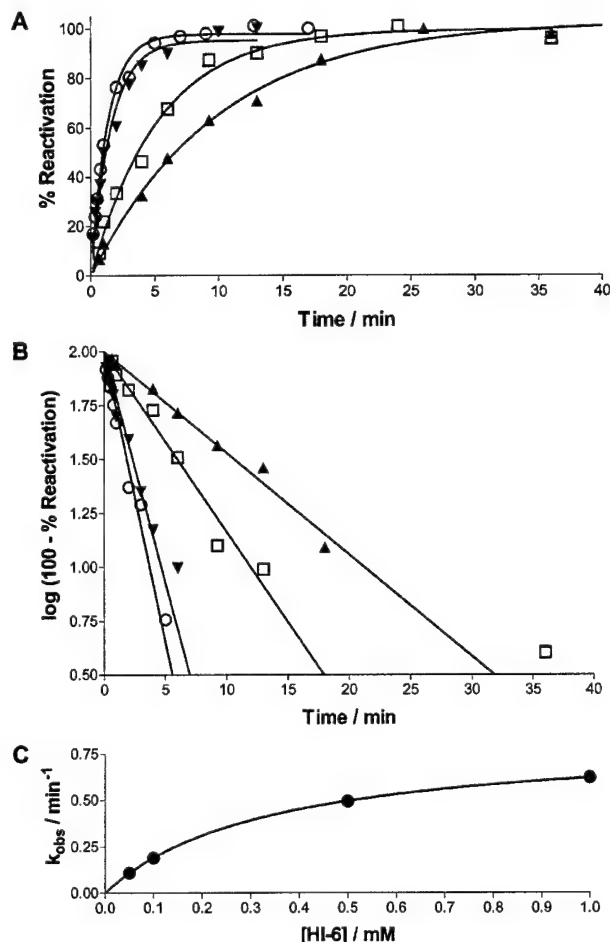 A
% Reactivation
100
80
60
40
20
0
0 5 10 15 20 25 30 35 40
Time / min
B
log (100 - % Reactivation)
2.00
1.75
1.50
1.25
1.00
0.75
0.50
0 5 10 15 20 25 30 35 40
Time / min
C
kobs / min-1
0.75
0.50
0.25
0.00
0.0 0.1 0.2 0.3 0.4 0.5 0.6 0.7 0.8 0.9 1.0
[HI-6] / mM